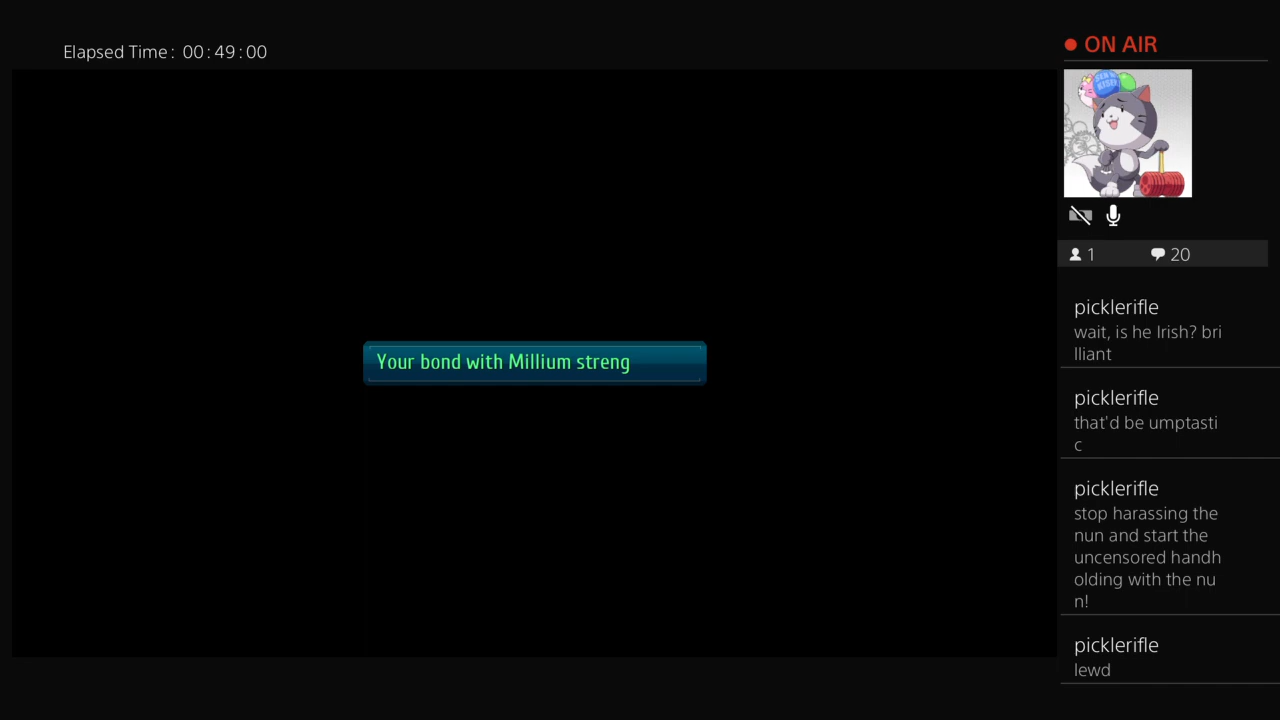 Elapsed Time: 00:49:00
ON AIR
1 20
Your bond with Millium streng
picklerifle
wait, is he Irish? bri
lliant
picklerifle
that'd be umptasti
c
picklerifle
stop harassing the
nun and start the
uncensored handh
olding with the nu
n!
picklerifle
lewd